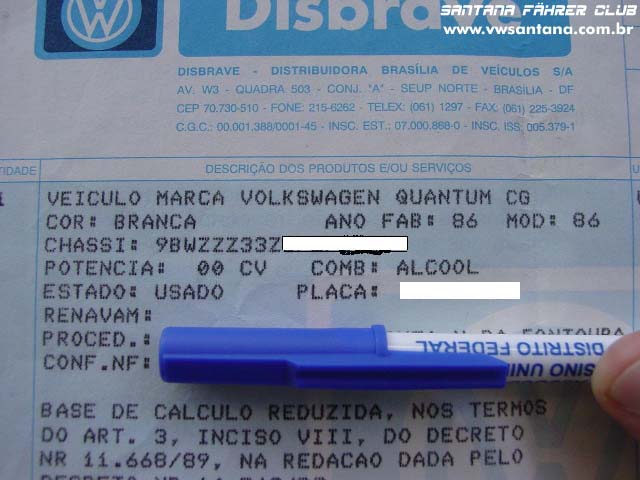 SANTANA FÄHRER CLUB
www.vwsantana.com.br
Disbrave
DISBRAVE - DISTRIBUIDORA BRASÍLIA DE VEÍCULOS S/A
AV. W3 - QUADRA 503 - CONJ. "A" - SEUP NORTE - BRASÍLIA - DF
CEP 70.730-510 - FONE: 215-6262 - TELEX: (061) 1297 - FAX: (061) 225-3924
C.G.C.: 00.001.388/0001-45 - INSC. EST.: 07.000.868-0 - INSC. ISS: 005.379-1
TIDADE DESCRIÇÃO DOS PRODUTOS E/OU SERVIÇOS
VEICULO MARCA VOLKSWAGEN QUANTUM CG
COR: BRANCA ANO FAB: 86 MOD: 86
CHASSI: 9BWZZZ33Z
POTENCIA: 00 CV COMB: ALCOOL
ESTADO: USADO PLACA:
RENAVAM:
PROCED.: DA FONTOURA
CONF.NF:
DISTRITO FEDERAL
SINO UNI
BASE DE CALCULO REDUZIDA, NOS TERMOS
DO ART. 3, INCISO VIII, DO DECRETO
NR 11.668/89, NA REDACAO DADA PELO